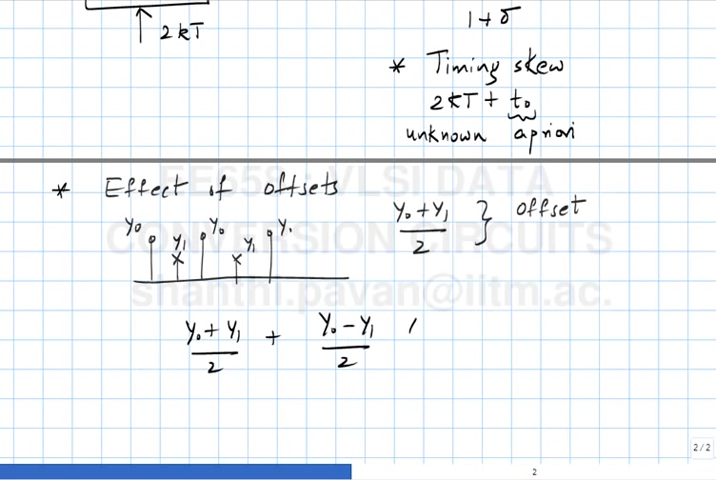 2kT
1+δ
* Timing skew
2kT + t₀
unknown apriori
EE658: VLSI DATA
CONVERSION CIRCUITS
shanthi.pavan@iitm.ac.
* Effect of offsets
y₀ y₁ y₀ y₁ y₀
(y₀ + y₁)/2 } offset
(y₀ + y₁)/2 + (y₀ − y₁)/2 (
2/2
2